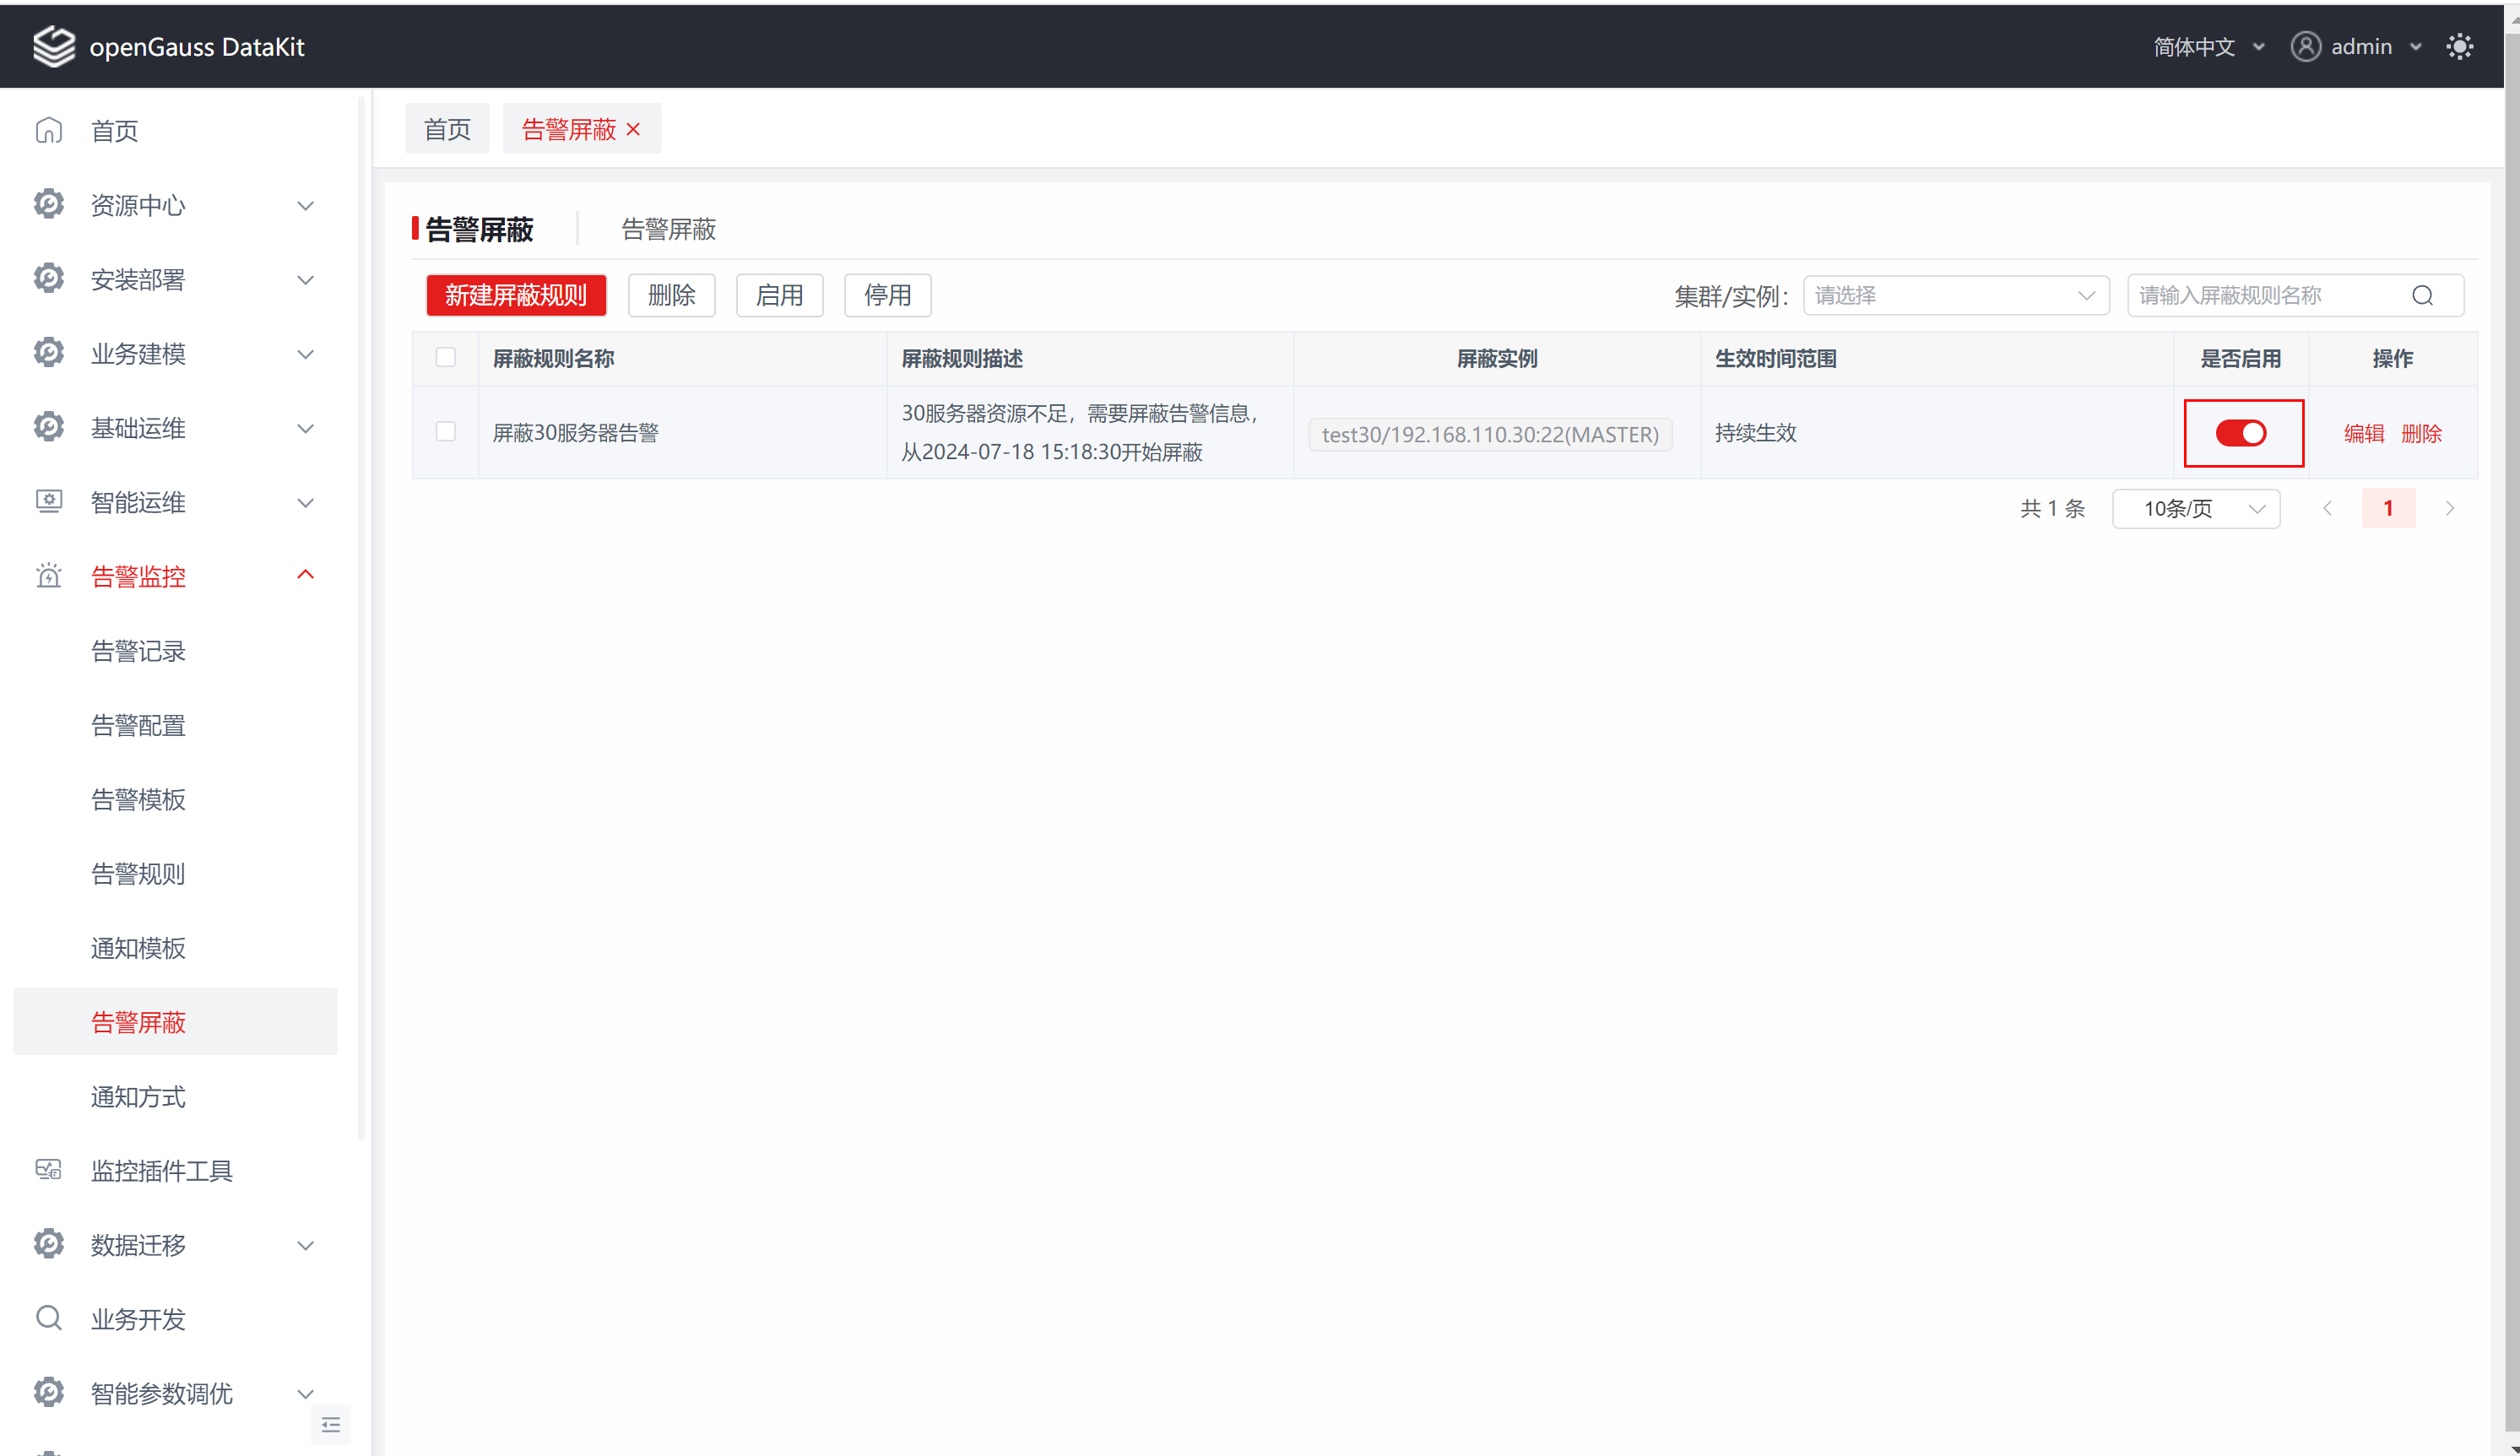 openGauss DataKit
简体中文
admin
首页
资源中心
安装部署
业务建模
基础运维
智能运维
告警监控
告警记录
告警配置
告警模板
告警规则
通知模板
告警屏蔽
通知方式
监控插件工具
数据迁移
业务开发
智能参数调优
首页
告警屏蔽
告警屏蔽
告警屏蔽
新建屏蔽规则
删除
启用
停用
集群/实例：
请选择
请输入屏蔽规则名称
屏蔽规则名称
屏蔽规则描述
屏蔽实例
生效时间范围
是否启用
操作
屏蔽30服务器告警
30服务器资源不足，需要屏蔽告警信息，
从2024-07-18 15:18:30开始屏蔽
test30/192.168.110.30:22(MASTER)
持续生效
编辑 删除
共 1 条
10条/页
1